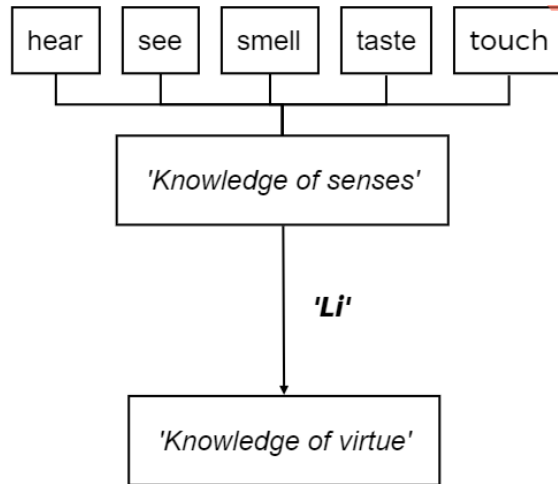 hear see smell taste touch
'Knowledge of senses'
'Li'
'Knowledge of virtue'